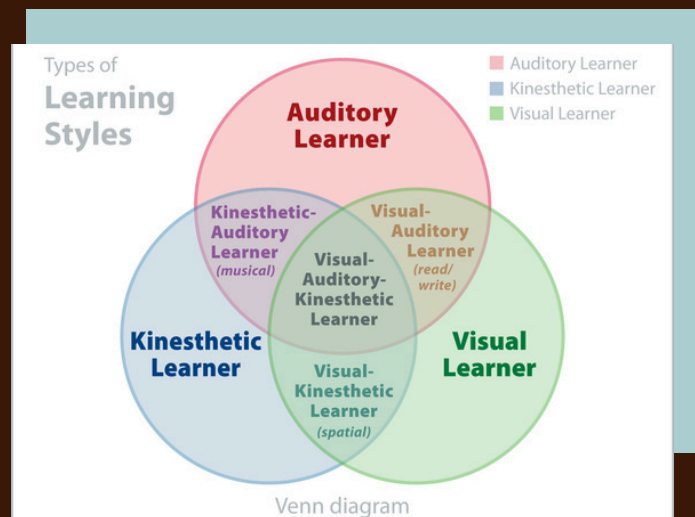 Types of
Learning
Styles
Auditory Learner
Kinesthetic Learner
Visual Learner
Auditory
Learner
Kinesthetic-
Auditory
Learner
(musical)
Visual-
Auditory
Learner
(read/
write)
Visual-
Auditory-
Kinesthetic
Learner
Kinesthetic
Learner
Visual
Learner
Visual-
Kinesthetic
Learner
(spatial)
Venn diagram